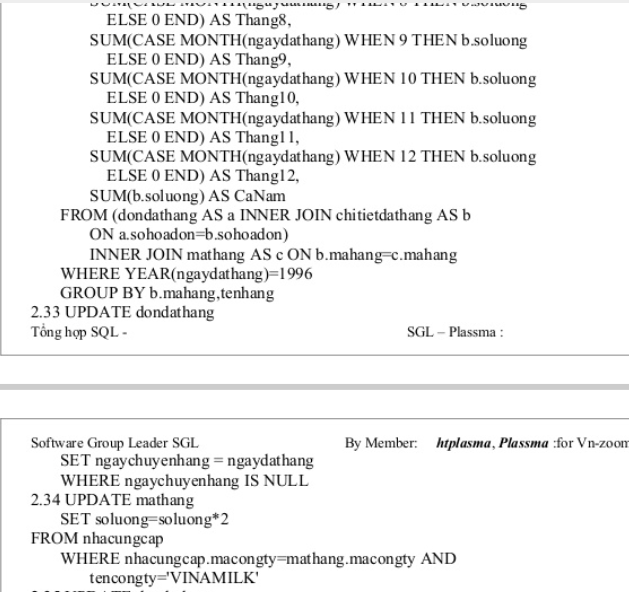 ELSE 0 END) AS Thang8,
SUM(CASE MONTH(ngaydathang) WHEN 9 THEN b.soluong
ELSE 0 END) AS Thang9,
SUM(CASE MONTH(ngaydathang) WHEN 10 THEN b.soluong
ELSE 0 END) AS Thang10,
SUM(CASE MONTH(ngaydathang) WHEN 11 THEN b.soluong
ELSE 0 END) AS Thang11,
SUM(CASE MONTH(ngaydathang) WHEN 12 THEN b.soluong
ELSE 0 END) AS Thang12,
SUM(b.soluong) AS CaNam
FROM (dondathang AS a INNER JOIN chitietdathang AS b
ON a.sohoadon=b.sohoadon)
INNER JOIN mathang AS c ON b.mahang=c.mahang
WHERE YEAR(ngaydathang)=1996
GROUP BY b.mahang,tenhang
2.33 UPDATE dondathang
Tổng hợp SQL - SGL – Plassma :
Software Group Leader SGL By Member: htplasma, Plassma :for Vn-zoom
SET ngaychuyenhang = ngaydathang
WHERE ngaychuyenhang IS NULL
2.34 UPDATE mathang
SET soluong=soluong*2
FROM nhacungcap
WHERE nhacungcap.macongty=mathang.macongty AND
tencongty='VINAMILK'